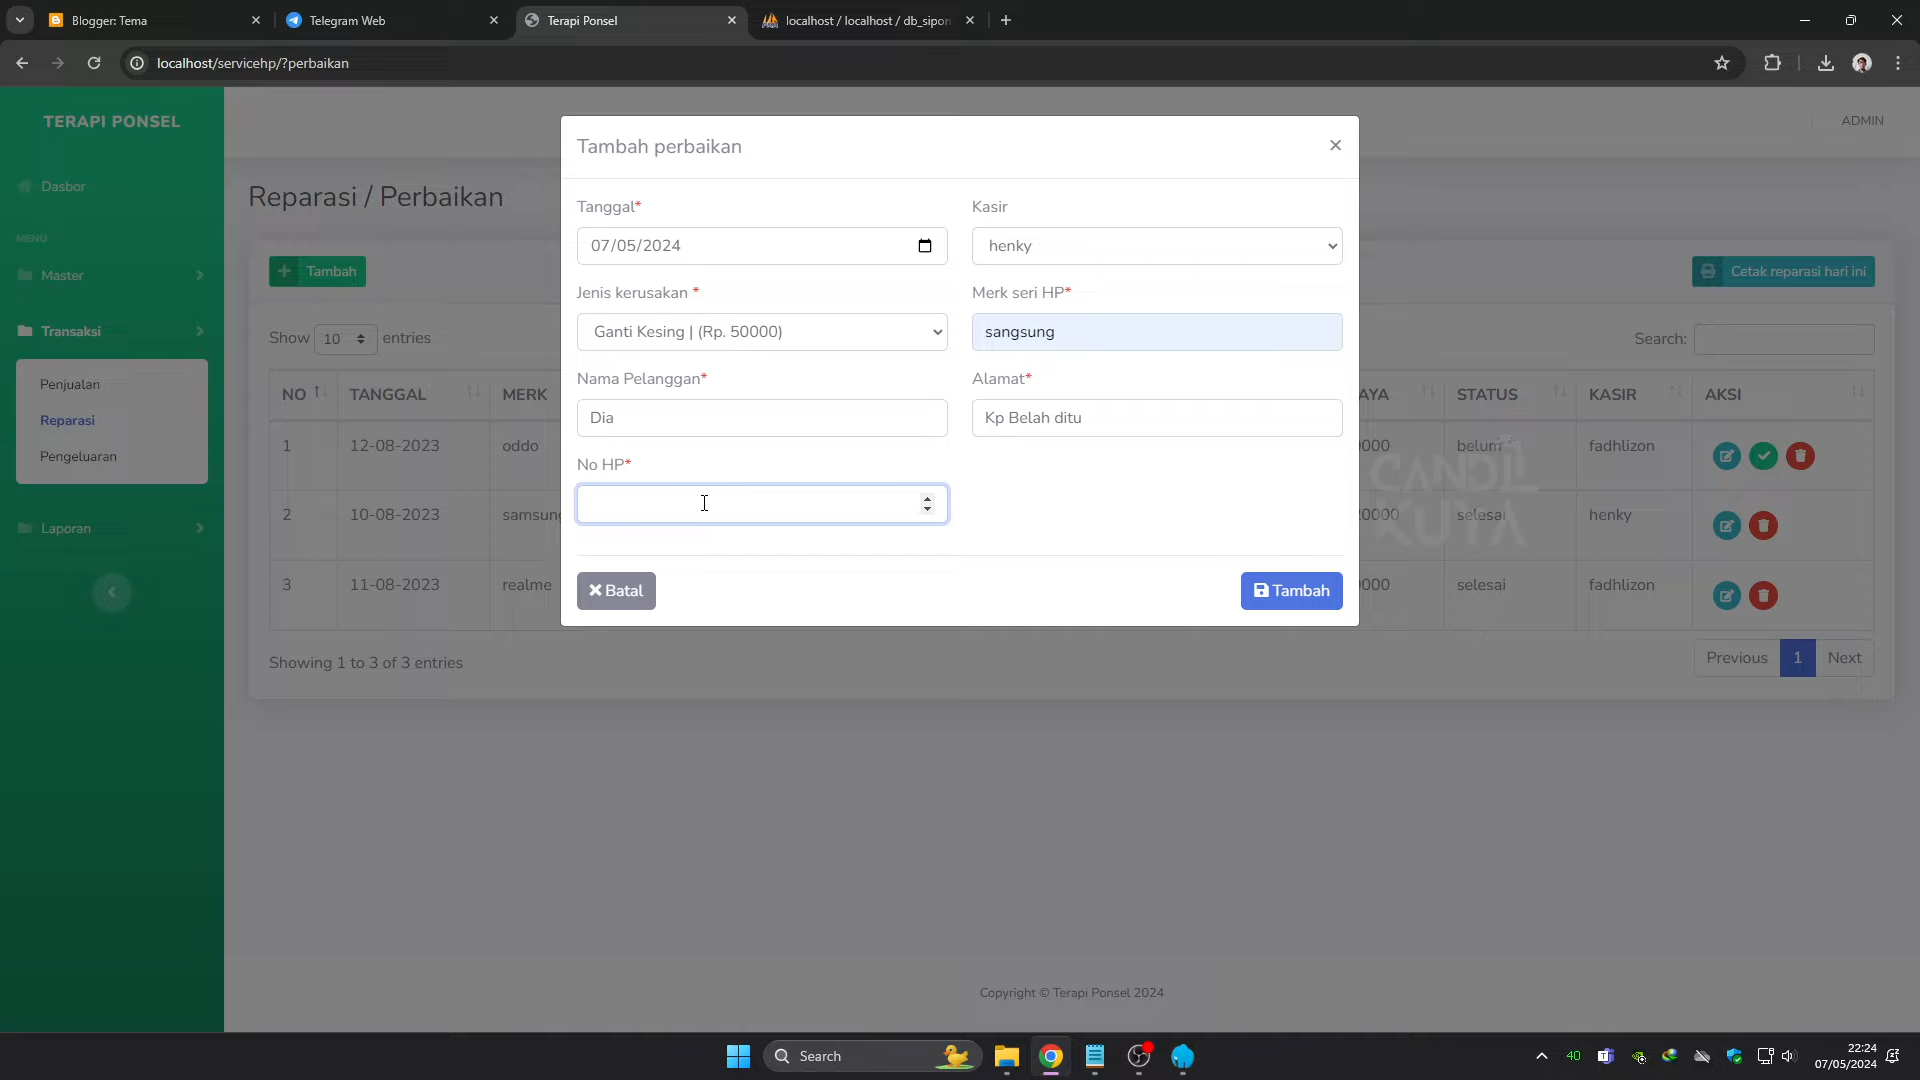 Blogger: Tema
Telegram Web
Terapi Ponsel
localhost / localhost / db_sipon
localhost/servicehp/?perbaikan
TERAPI PONSEL
ADMIN
Dasbor
MENU
Master
Transaksi
Penjualan
Reparasi
Pengeluaran
Laporan
Reparasi / Perbaikan
Tambah
Cetak reparasi hari ini
Show 10 entries
Search:
NO TANGGAL MERK AYA STATUS KASIR AKSI
1 12-08-2023 oddo 0000 belum fadhlizon
2 10-08-2023 samsung 20000 selesai henky
3 11-08-2023 realme 0000 selesai fadhlizon
Showing 1 to 3 of 3 entries
Previous 1 Next
CANDIL
KUYA
Tambah perbaikan
Tanggal* Kasir
07/05/2024 henky
Jenis kerusakan * Merk seri HP*
Ganti Kesing | (Rp. 50000) sangsung
Nama Pelanggan* Alamat*
Dia Kp Belah ditu
No HP*
Batal Tambah
Copyright © Terapi Ponsel 2024
Search
40
22:24
07/05/2024